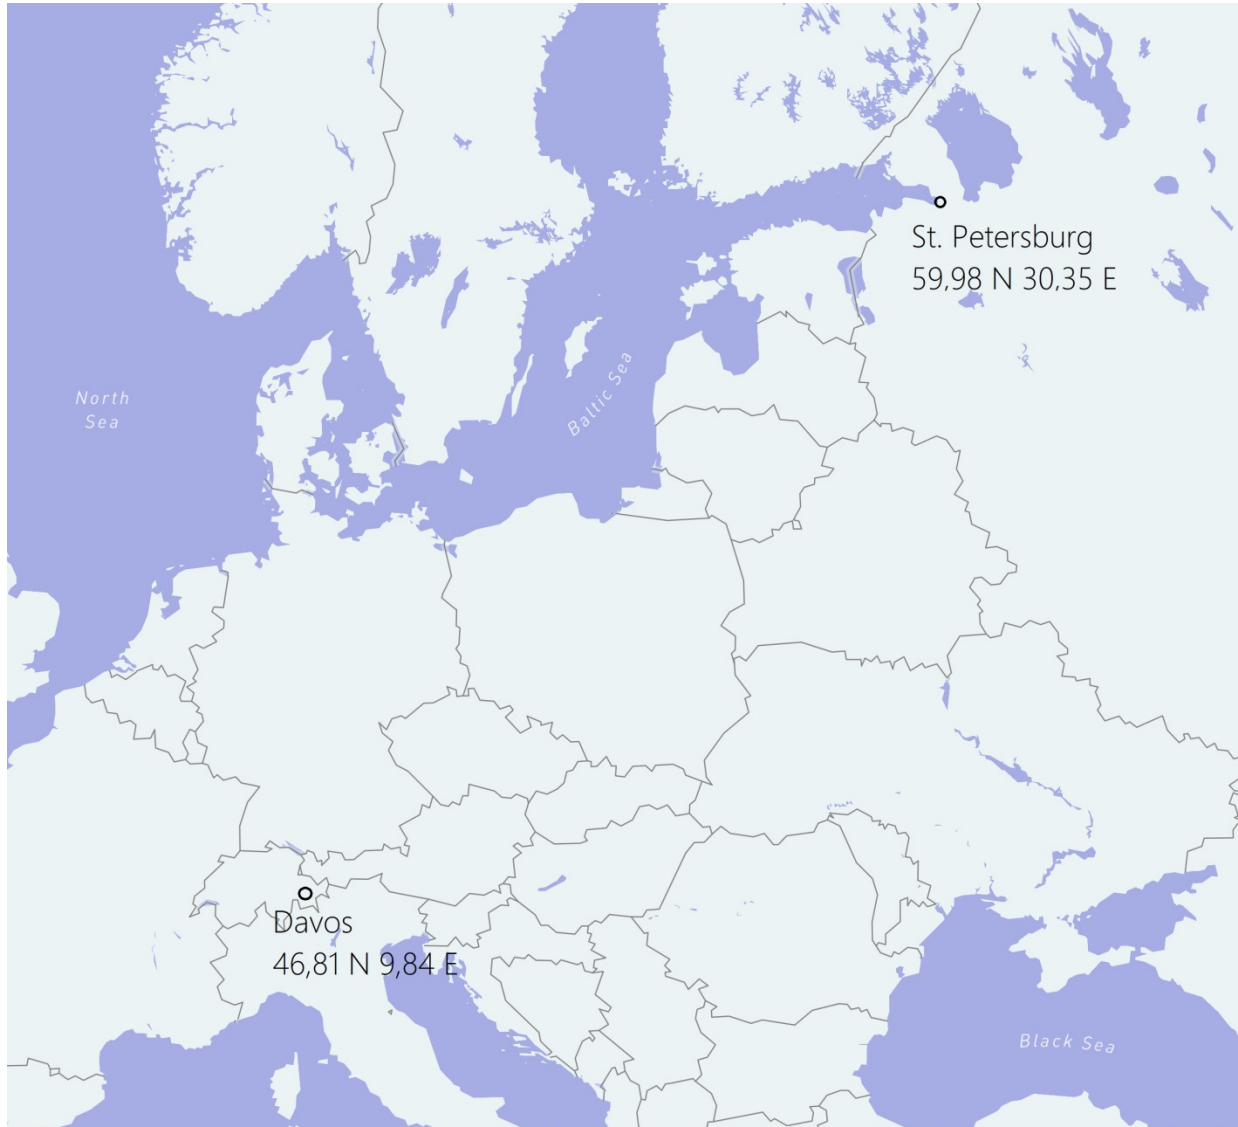 St. Petersburg
59,98 N 30,35 E
North
Sea
Baltic Sea
Davos
46,81 N 9,84 E
Black Sea